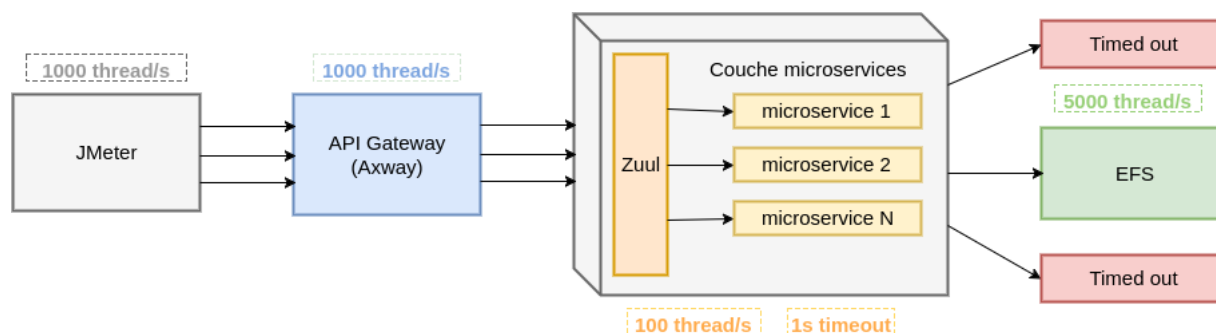 1000 thread/s
JMeter
1000 thread/s
API Gateway
(Axway)
Couche microservices
Zuul
microservice 1
microservice 2
microservice N
100 thread/s
1s timeout
Timed out
5000 thread/s
EFS
Timed out